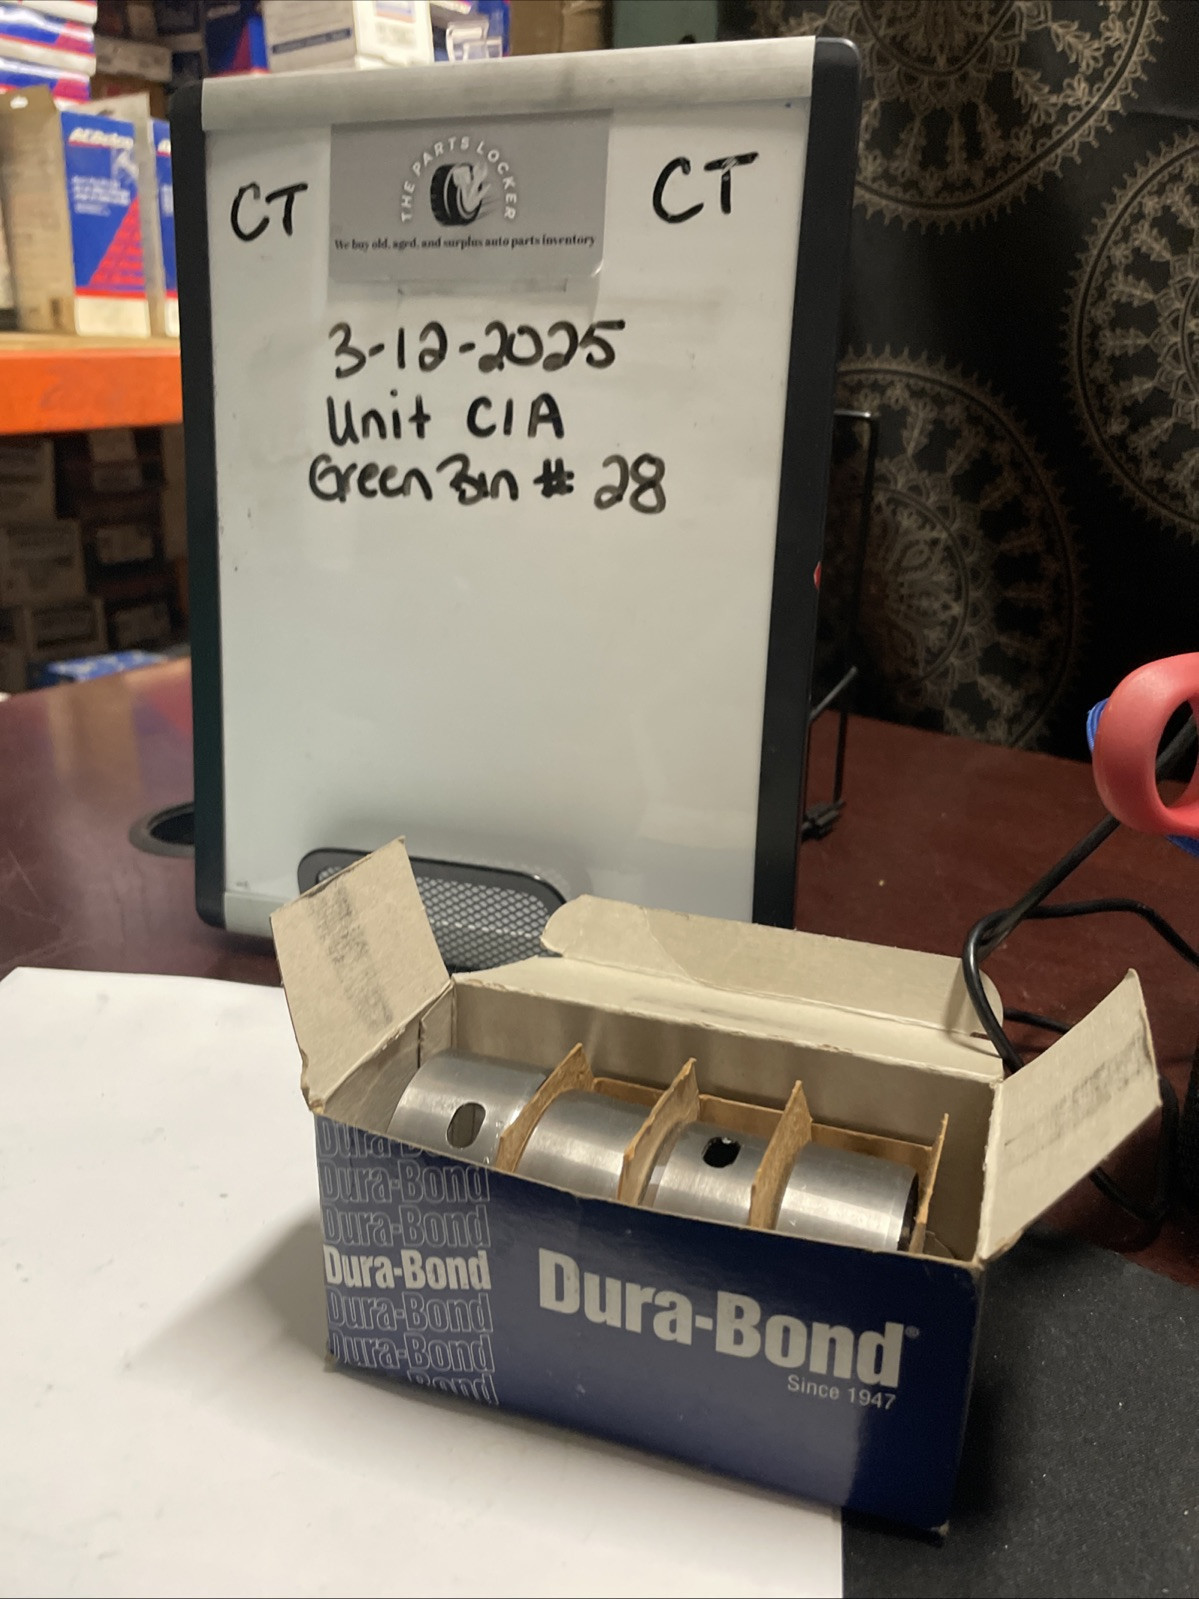 ACDelco
THE PARTS LOCKER
We buy old, aged, and surplus auto parts inventory
CT
CT
3-12-2025
Unit C1A
Green Bin # 28
Dura-Bond
Dura-Bond
Dura-Bond
Dura-Bond
Dura-Bond
Dura-Bond
Bond
Dura-Bond®
Since 1947